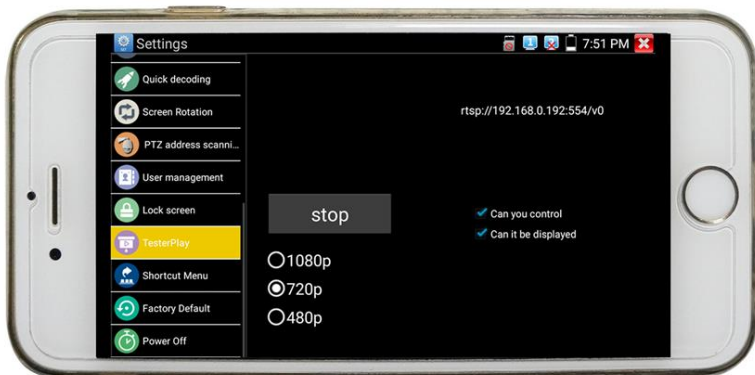 Settings
7:51 PM
Quick decoding
Screen Rotation
PTZ address scanni...
User management
Lock screen
TesterPlay
Shortcut Menu
Factory Default
Power Off
rtsp://192.168.0.192:554/v0
stop
Can you control
Can it be displayed
1080p
720p
480p